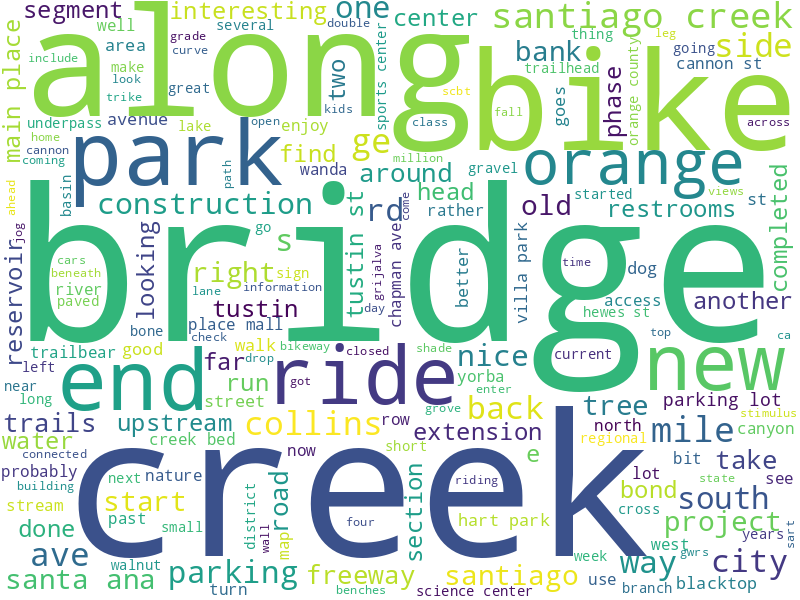 segment
interesting
one
center
santiago creek
well
several
double
thing
area
grade
make
curve
two
sports center
bank
going
leg
side
include
look
trailhead
cannon st
main place
trike
great
along
bike
scbt
goes
phase
orange county
underpass
avenue
kids
class
fall
million
across
home
lake
open
enjoy
cannon
coming
park
find
ge
orange
basin
path
wanda
around
gravel
views
ahead
construction
head
rd
rather
old
started
st
restrooms
completed
jog
reservoir
looking
go
s
tustin st
grijalva
come
chapman ave
bridge
villa park
time
dog
cars
beneath
right
sign
better
access
another
river
lane
information
day
paved
tustin
hewes st
bone
place mall
check
top
ca
trailbear
good
walk
bikeway
closed
shade
nice
current
new
left
drop
near
end
far
ride
got
yorba
long
run
enter
street
grove
tree
parking lot
trails
upstream
collins
row
back
mile
north
stimulus
water
creek bed
extension
regional
canyon
connected
now
short
e
bit
take
probably
nature
creek
section
riding
lot
see
building
next
start
road
state
stream
past
bond
south
done
small
district
wall
map
four
hart park
cross
project
years
sart
ave
walnut
week
west
gwrs
way
city
santa ana
parking
freeway
santiago
use
blacktop
turn
benches
science center
branch